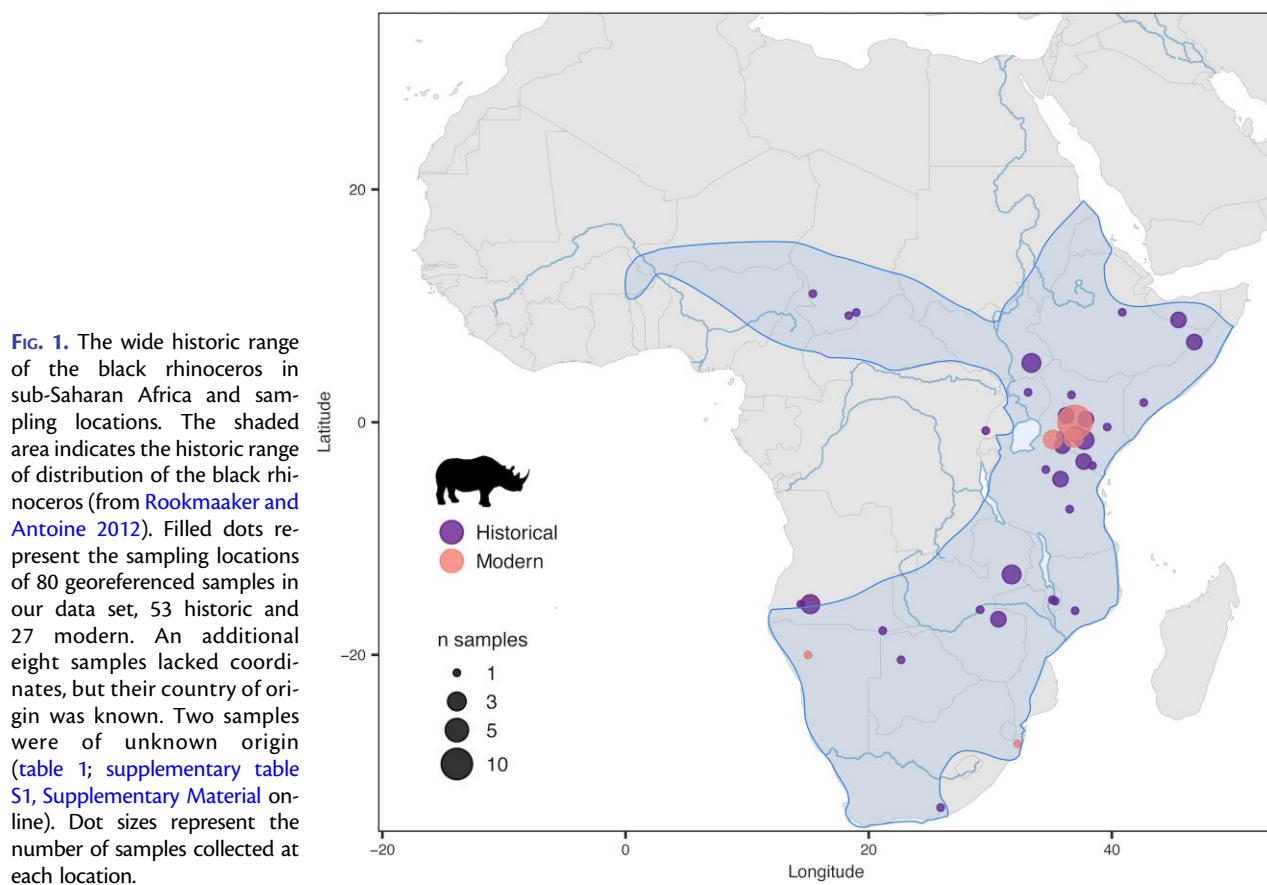 FIG. 1. The wide historic range
of the black rhinoceros in
sub-Saharan Africa and sam-
pling locations. The shaded
area indicates the historic range
of distribution of the black rhi-
noceros (from Rookmaaker and
Antoine 2012). Filled dots re-
present the sampling locations
of 80 georeferenced samples in
our data set, 53 historic and
27 modern. An additional
eight samples lacked coordi-
nates, but their country of ori-
gin was known. Two samples
were of unknown origin
(table 1; supplementary table
S1, Supplementary Material on-
line). Dot sizes represent the
number of samples collected at
each location.
Latitude
20
0
−20
Historical
Modern
n samples
1
3
5
10
−20
0
20
40
Longitude